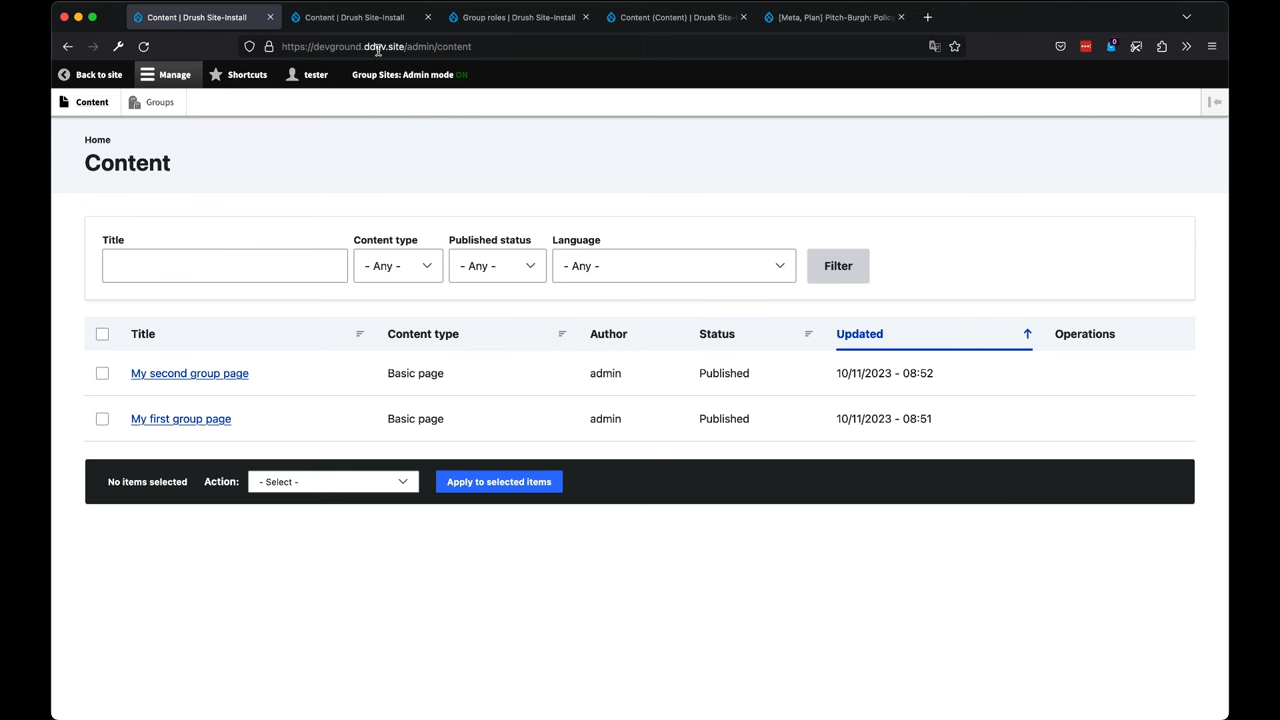 Content | Drush Site-Install
Content | Drush Site-Install
Group roles | Drush Site-Install
Content (Content) | Drush Site-
[Meta, Plan] Pitch-Burgh: Policy
https://devground.ddev.site/admin/content
0
Back to site
Manage
Shortcuts
tester
Group Sites: Admin mode ON
Content
Groups
Home
Content
Title
Content type
Published status
Language
- Any -
- Any -
- Any -
Filter
Title
Content type
Author
Status
Updated
Operations
My second group page
Basic page
admin
Published
10/11/2023 - 08:52
My first group page
Basic page
admin
Published
10/11/2023 - 08:51
No items selected
Action:
- Select -
Apply to selected items